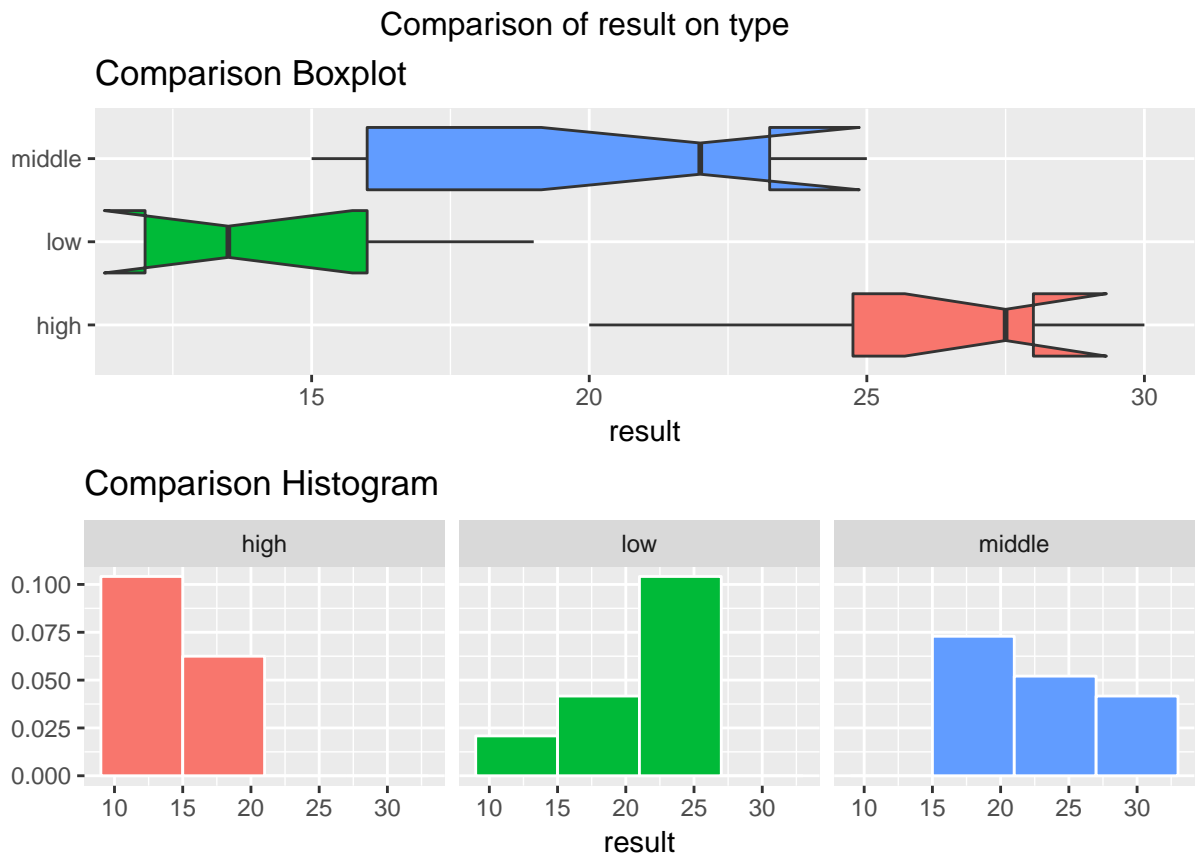 Comparison of result on type
Comparison Boxplot
middle
low
high
15 20 25 30
result
Comparison Histogram
high low middle
0.100
0.075
0.050
0.025
0.000
10 15 20 25 30 10 15 20 25 30 10 15 20 25 30
result